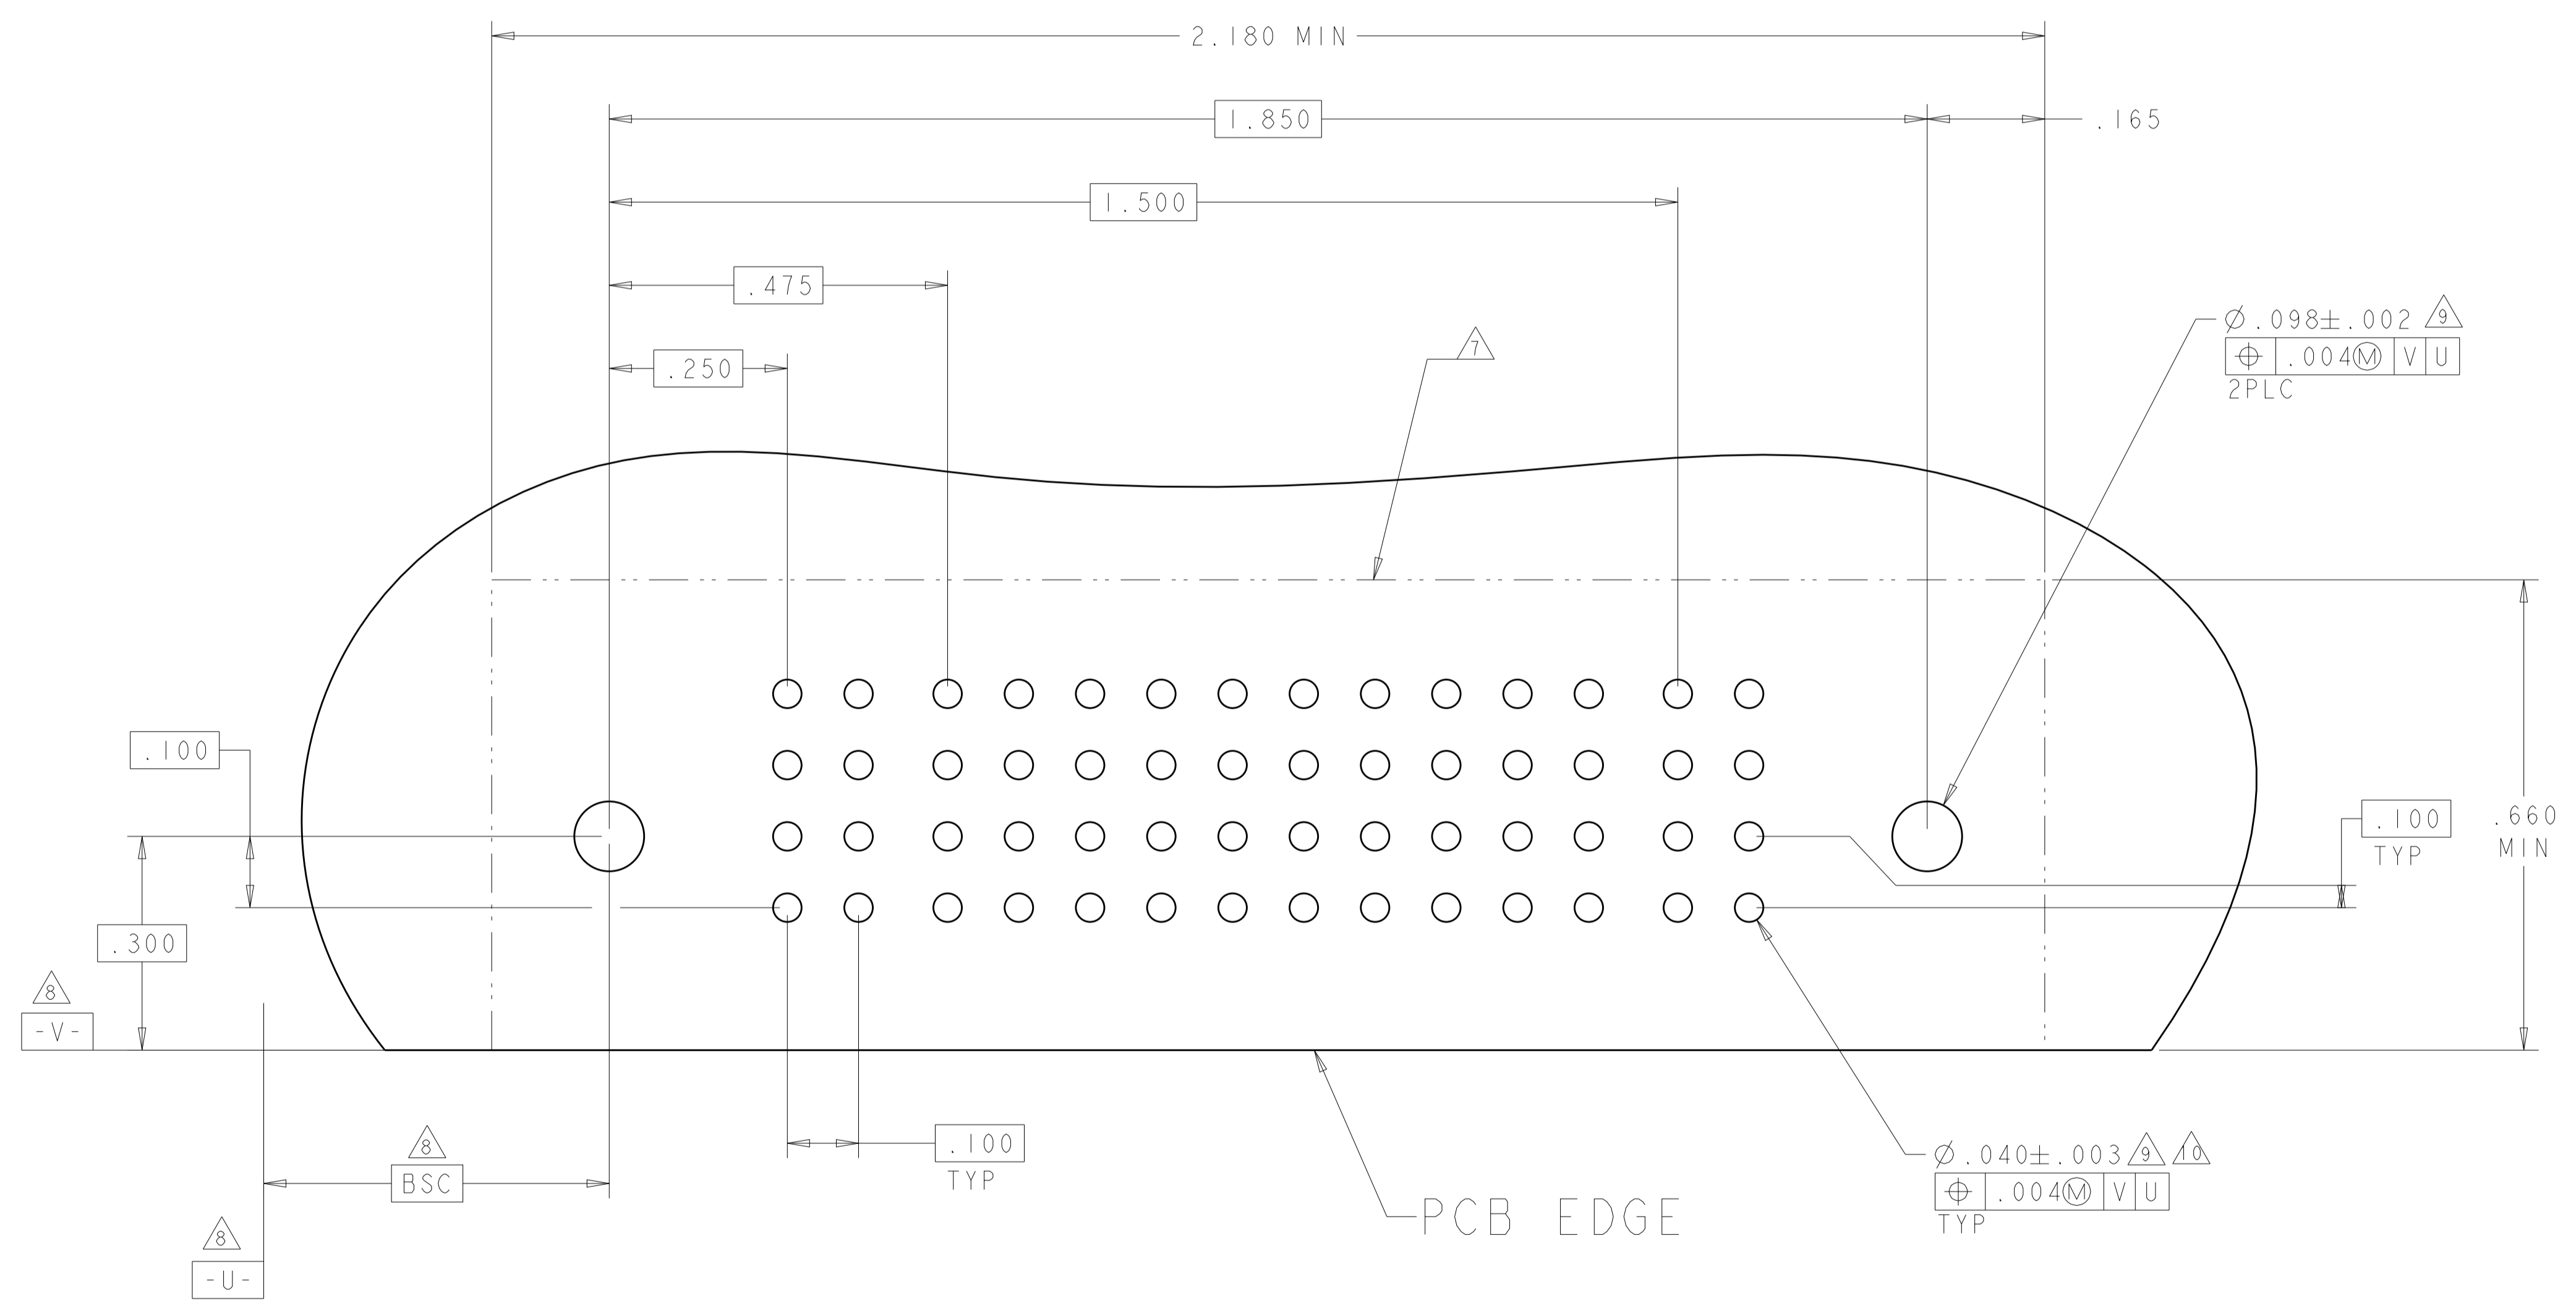 2.180 MIN
1.850
.165
1.500
.475
.250
7
Ø.098±.002 9
⌖ .004Ⓜ V U
2PLC
.100
.300
8
-V-
.100
TYP
.660
MIN
8
BSC
.100
TYP
8
-U-
PCB EDGE
Ø.040±.003 9 10
⌖ .004Ⓜ V U
TYP